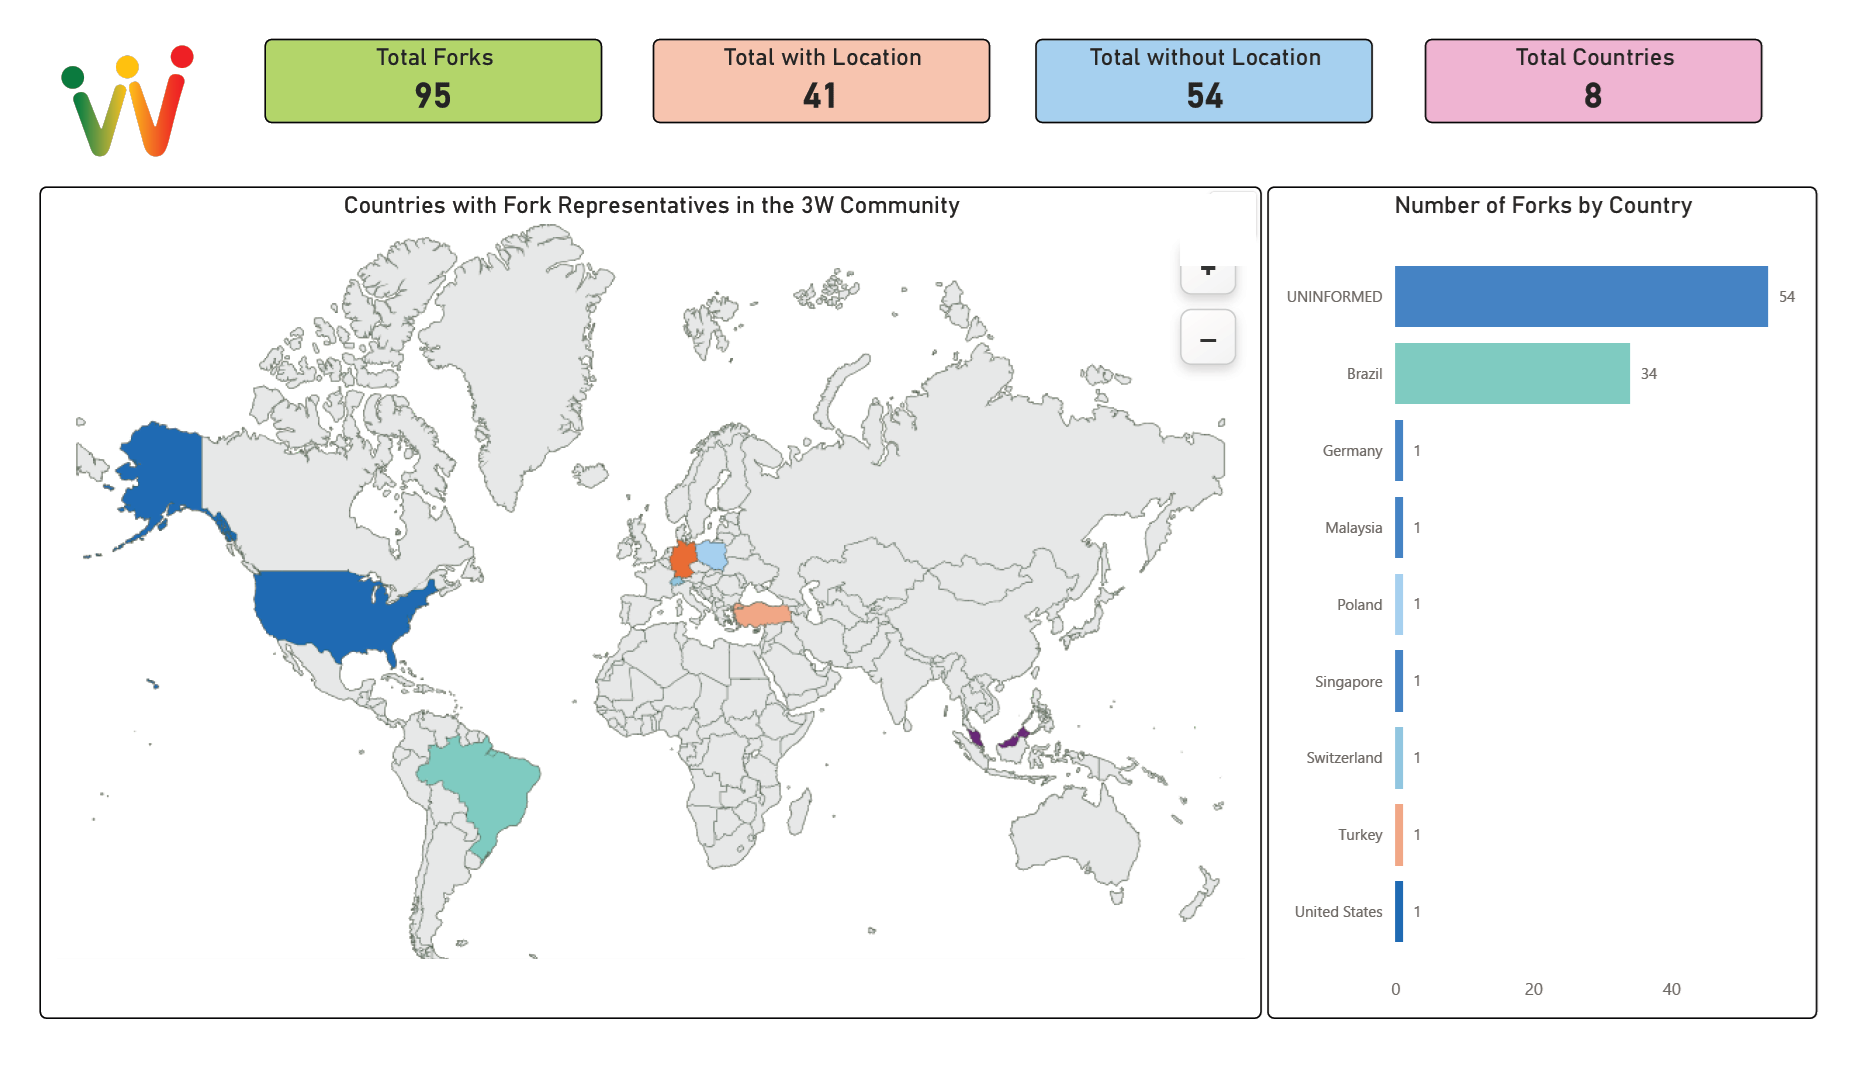 Total Forks
95
Total with Location
41
Total without Location
54
Total Countries
8
Countries with Fork Representatives in the 3W Community
+
−
Number of Forks by Country
UNINFORMED 54
Brazil 34
Germany 1
Malaysia 1
Poland 1
Singapore 1
Switzerland 1
Turkey 1
United States 1
0 20 40